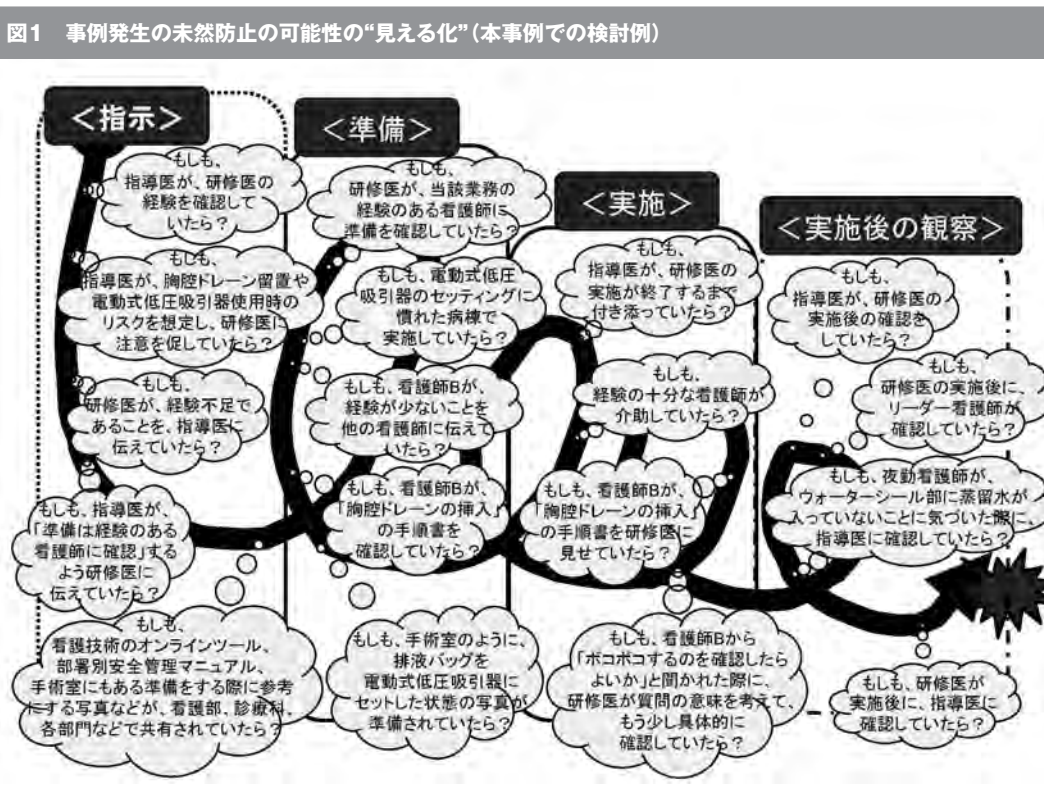 図1　事例発生の未然防止の可能性の“見える化”（本事例での検討例）
＜指示＞
もしも、
指導医が、研修医の
経験を確認して
いたら？
もしも、
指導医が、胸腔ドレーン留置や
電動式低圧吸引器使用時の
リスクを想定し、研修医に
注意を促していたら？
もしも、
研修医が、経験不足で
あることを、指導医に
伝えていたら？
もしも、指導医が、
「準備は経験のある
看護師に確認」する
よう研修医に
伝えていたら？
もしも、
看護技術のオンラインツール、
部署別安全管理マニュアル、
手術室にもある準備をする際に参考
にする写真などが、看護部、診療科、
各部門などで共有されていたら？
＜準備＞
もしも、
研修医が、当該業務の
経験のある看護師に
準備を確認していたら？
もしも、電動式低圧
吸引器のセッティングに
慣れた病棟で
実施していたら？
もしも、看護師Bが、
経験が少ないことを
他の看護師に伝えて
いたら？
もしも、看護師Bが、
「胸腔ドレーンの挿入」
の手順書を
確認していたら？
もしも、手術室のように、
排液バッグを
電動式低圧吸引器に
セットした状態の写真が
準備されていたら？
＜実施＞
もしも、
指導医が、研修医の
実施が終了するまで
付き添っていたら？
もしも、
経験の十分な看護師が
介助していたら？
もしも、看護師Bが、
「胸腔ドレーンの挿入」
の手順書を研修医に
見せていたら？
もしも、看護師Bから
「ボコボコするのを確認したら
よいか」と聞かれた際に、
研修医が質問の意味を考えて、
もう少し具体的に
確認していたら？
＜実施後の観察＞
もしも、
指導医が、研修医の
実施後の確認を
していたら？
もしも、
研修医の実施後に、
リーダー看護師が
確認していたら？
もしも、夜勤看護師が、
ウォーターシール部に蒸留水が
入っていないことに気づいた際に、
指導医に確認していたら？
もしも、研修医が
実施後に、指導医に
確認していたら？